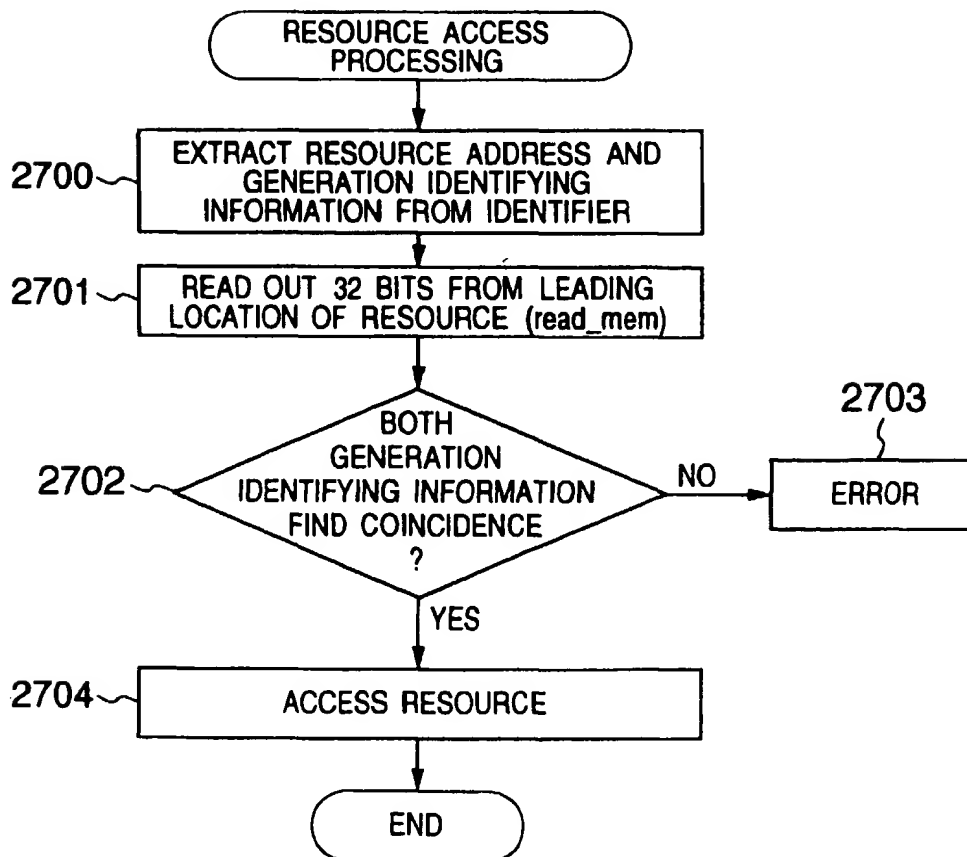 RESOURCE ACCESS
PROCESSING
2700
EXTRACT RESOURCE ADDRESS AND
GENERATION IDENTIFYING
INFORMATION FROM IDENTIFIER
2701
READ OUT 32 BITS FROM LEADING
LOCATION OF RESOURCE (read_mem)
2702
BOTH
GENERATION
IDENTIFYING INFORMATION
FIND COINCIDENCE
?
NO
2703
ERROR
YES
2704
ACCESS RESOURCE
END